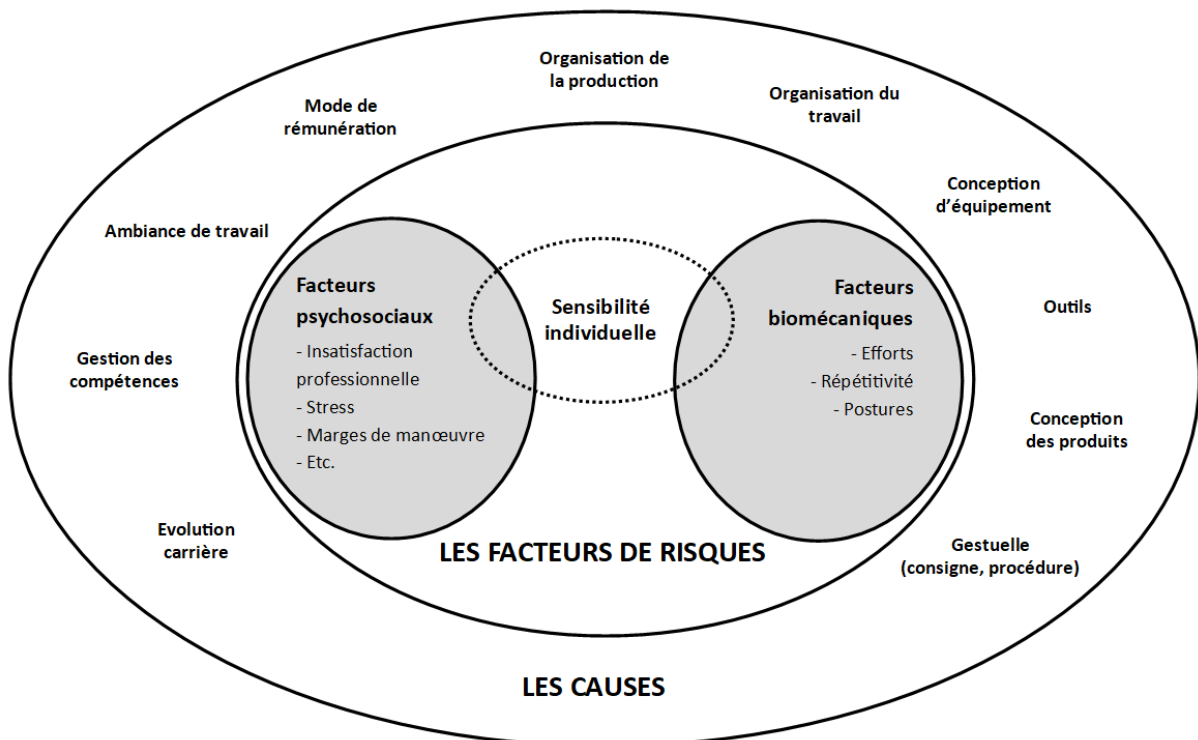 Organisation de
la production
Organisation du
travail
Mode de
rémunération
Conception
d'équipement
Ambiance de travail
Facteurs
psychosociaux
- Insatisfaction
professionnelle
- Stress
- Marges de manœuvre
- Etc.
Sensibilité
individuelle
Facteurs
biomécaniques
- Efforts
- Répétitivité
- Postures
Outils
Gestion des
compétences
Conception
des produits
Evolution
carrière
LES FACTEURS DE RISQUES
Gestuelle
(consigne, procédure)
LES CAUSES